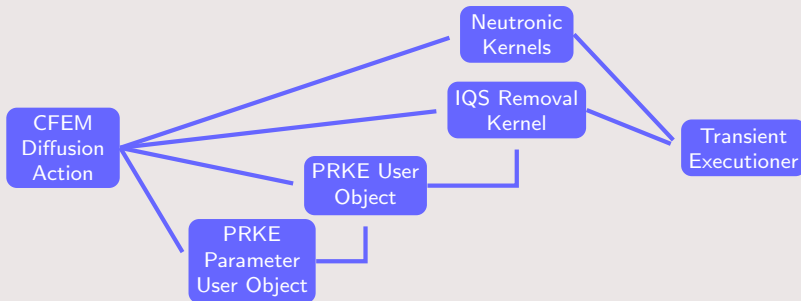 Neutronic
Kernels
IQS Removal
Kernel
CFEM
Diffusion
Action
Transient
Executioner
PRKE User
Object
PRKE
Parameter
User Object